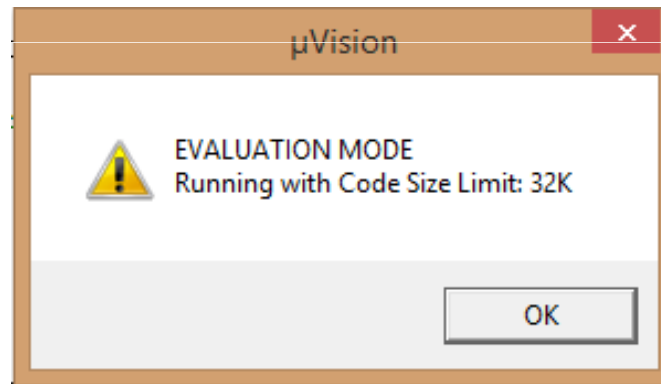 µVision
EVALUATION MODE
Running with Code Size Limit: 32K
OK